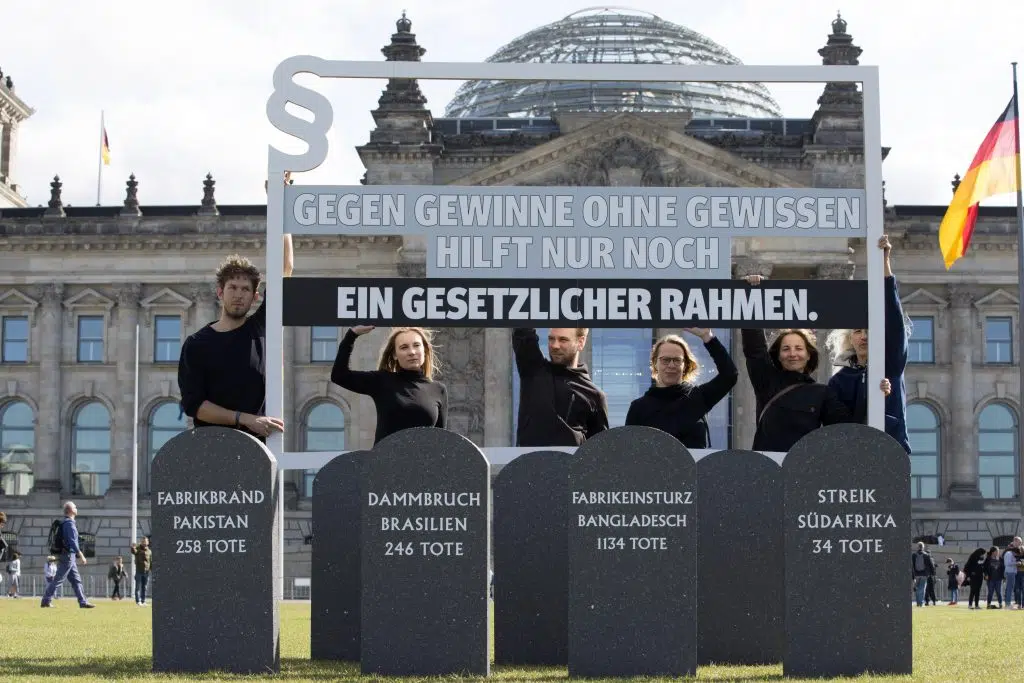 §
GEGEN GEWINNE OHNE GEWISSEN
HILFT NUR NOCH
EIN GESETZLICHER RAHMEN.
FABRIKBRAND
PAKISTAN
258 TOTE
DAMMBRUCH
BRASILIEN
246 TOTE
FABRIKEINSTURZ
BANGLADESCH
1134 TOTE
STREIK
SÜDAFRIKA
34 TOTE